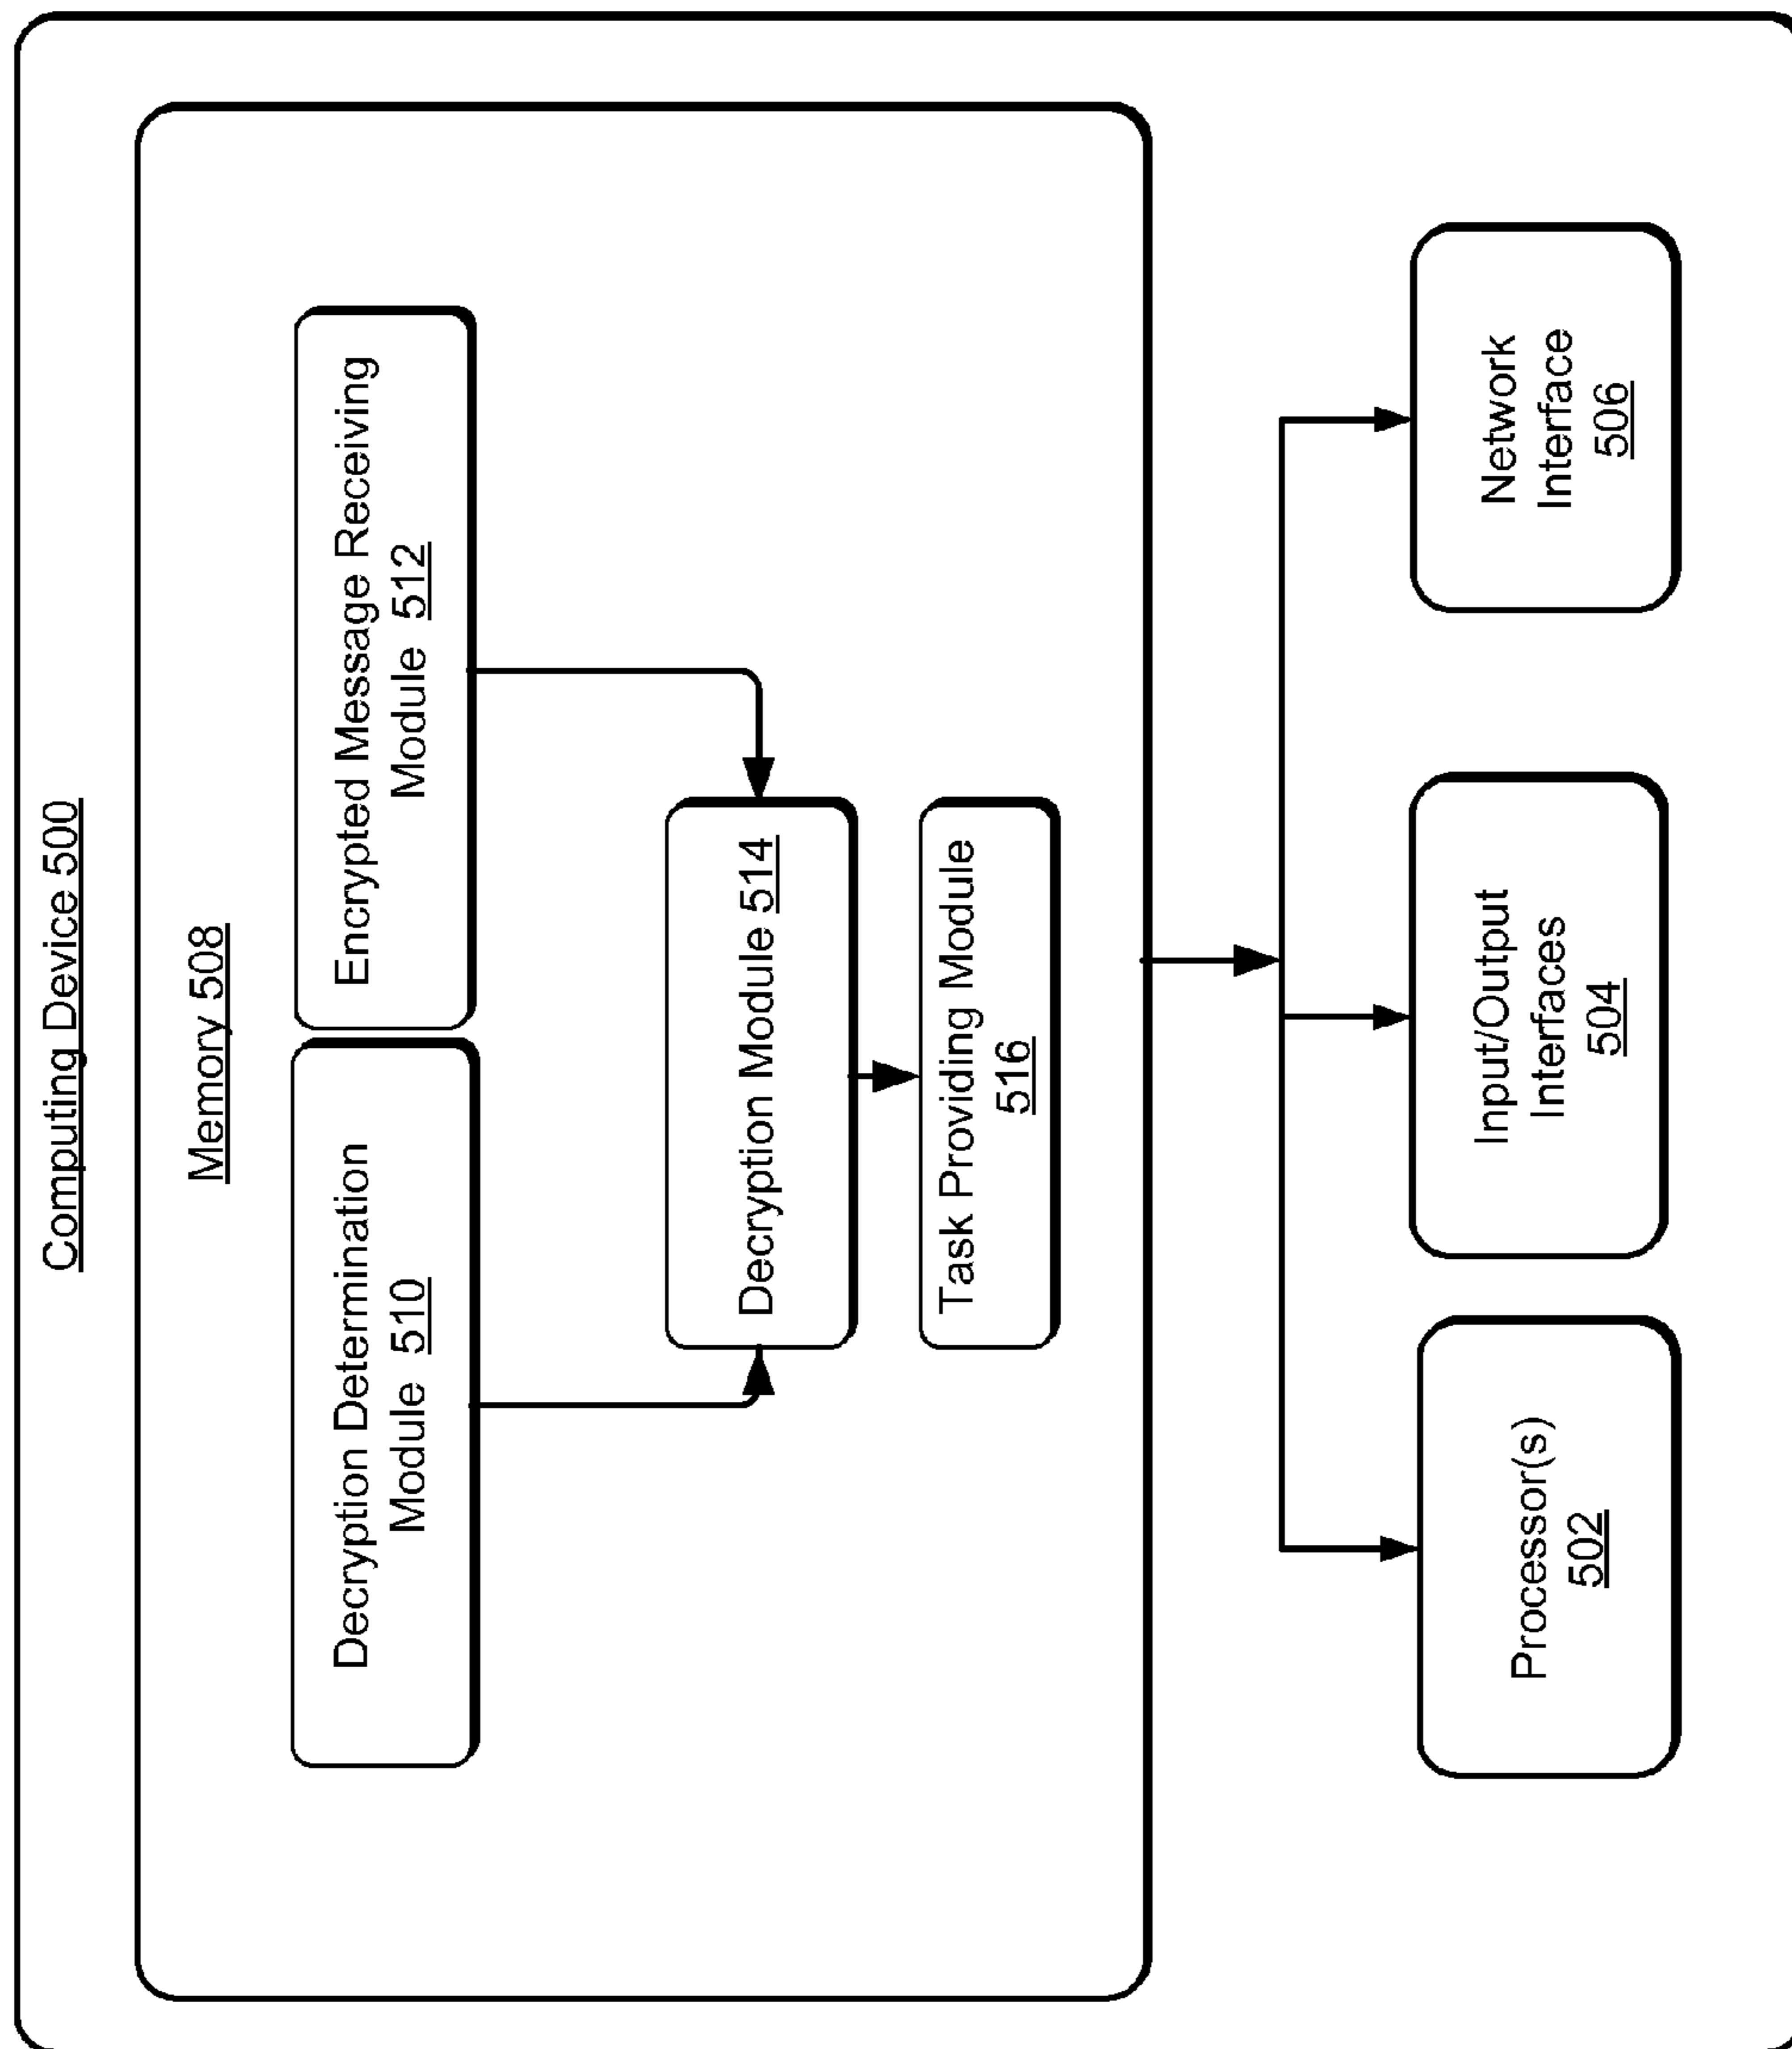 Computing Device 500
Memory 508
Decryption Determination
Module 510
Encrypted Message Receiving
Module 512
Decryption Module 514
Task Providing Module
516
Processor(s)
502
Input/Output
Interfaces
504
Network
Interface
506